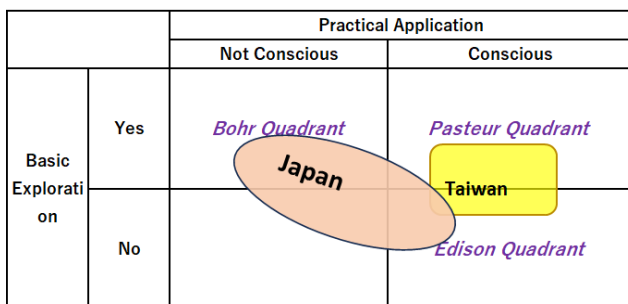 Practical Application
Not Conscious
Conscious
Basic
Explorati
on
Yes
Bohr Quadrant
Pasteur Quadrant
Japan
Taiwan
No
Edison Quadrant